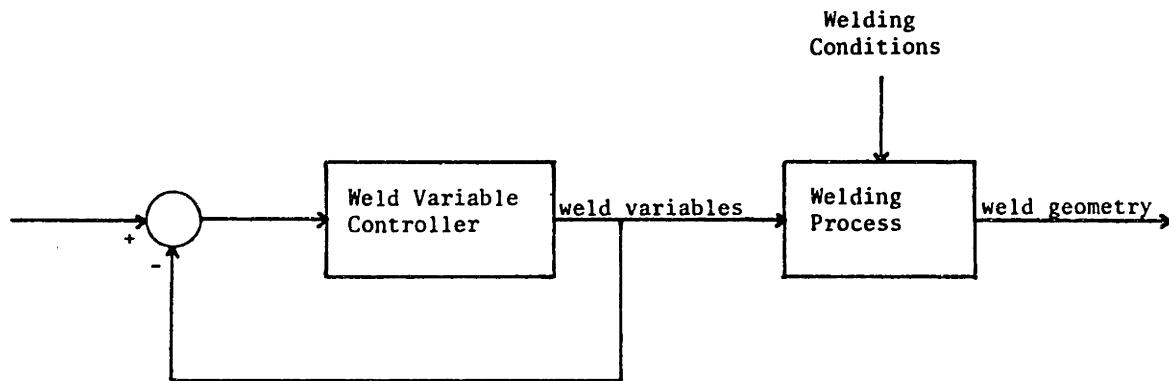 Welding
Conditions
Weld Variable
Controller
weld variables
Welding
Process
weld geometry
+
-